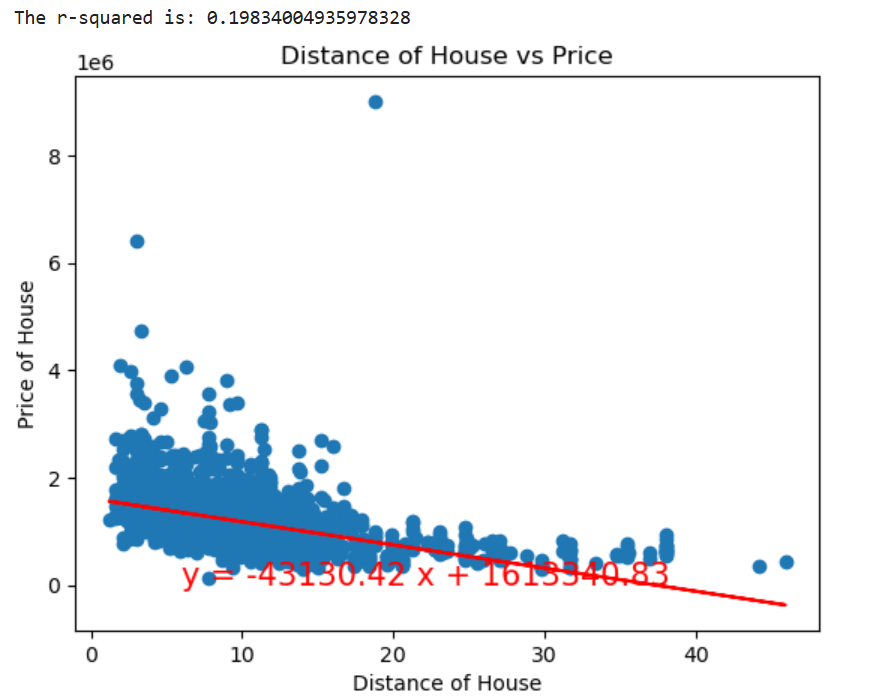 The r-squared is: 0.19834004935978328
Distance of House vs Price
1e6
8
6
4
2
0
Price of House
y = -43130.42 x + 1613340.83
0 10 20 30 40
Distance of House